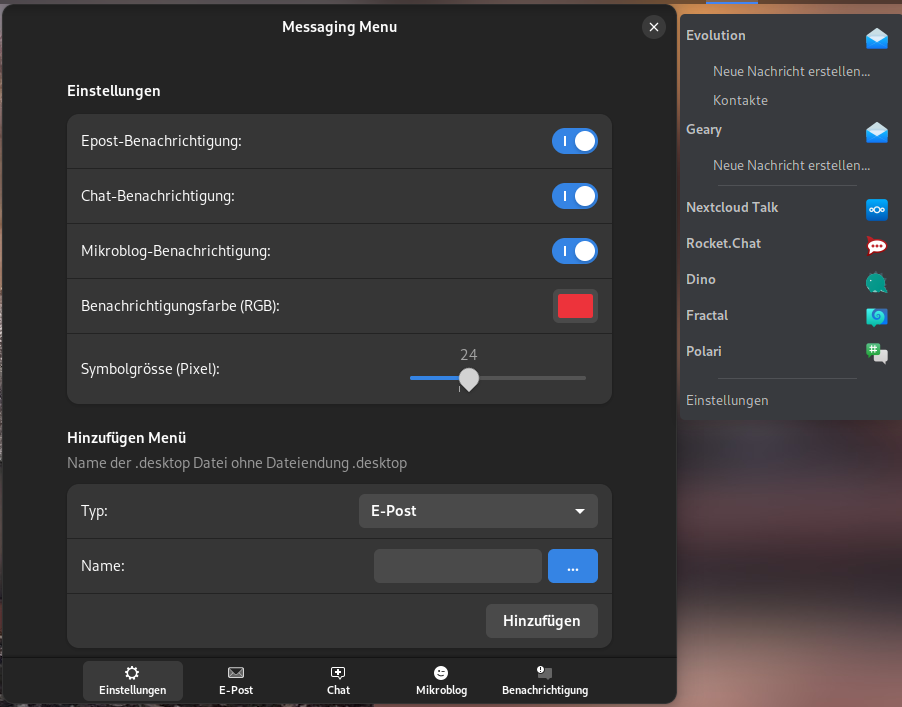 Messaging Menu
Einstellungen
Epost-Benachrichtigung:
Chat-Benachrichtigung:
Mikroblog-Benachrichtigung:
Benachrichtigungsfarbe (RGB):
24
Symbolgrösse (Pixel):
Hinzufügen Menü
Name der .desktop Datei ohne Dateiendung .desktop
Typ: E-Post
Name: ...
Hinzufügen
Einstellungen E-Post Chat Mikroblog Benachrichtigung
Evolution
Neue Nachricht erstellen...
Kontakte
Geary
Neue Nachricht erstellen...
Nextcloud Talk
Rocket.Chat
Dino
Fractal
Polari
Einstellungen